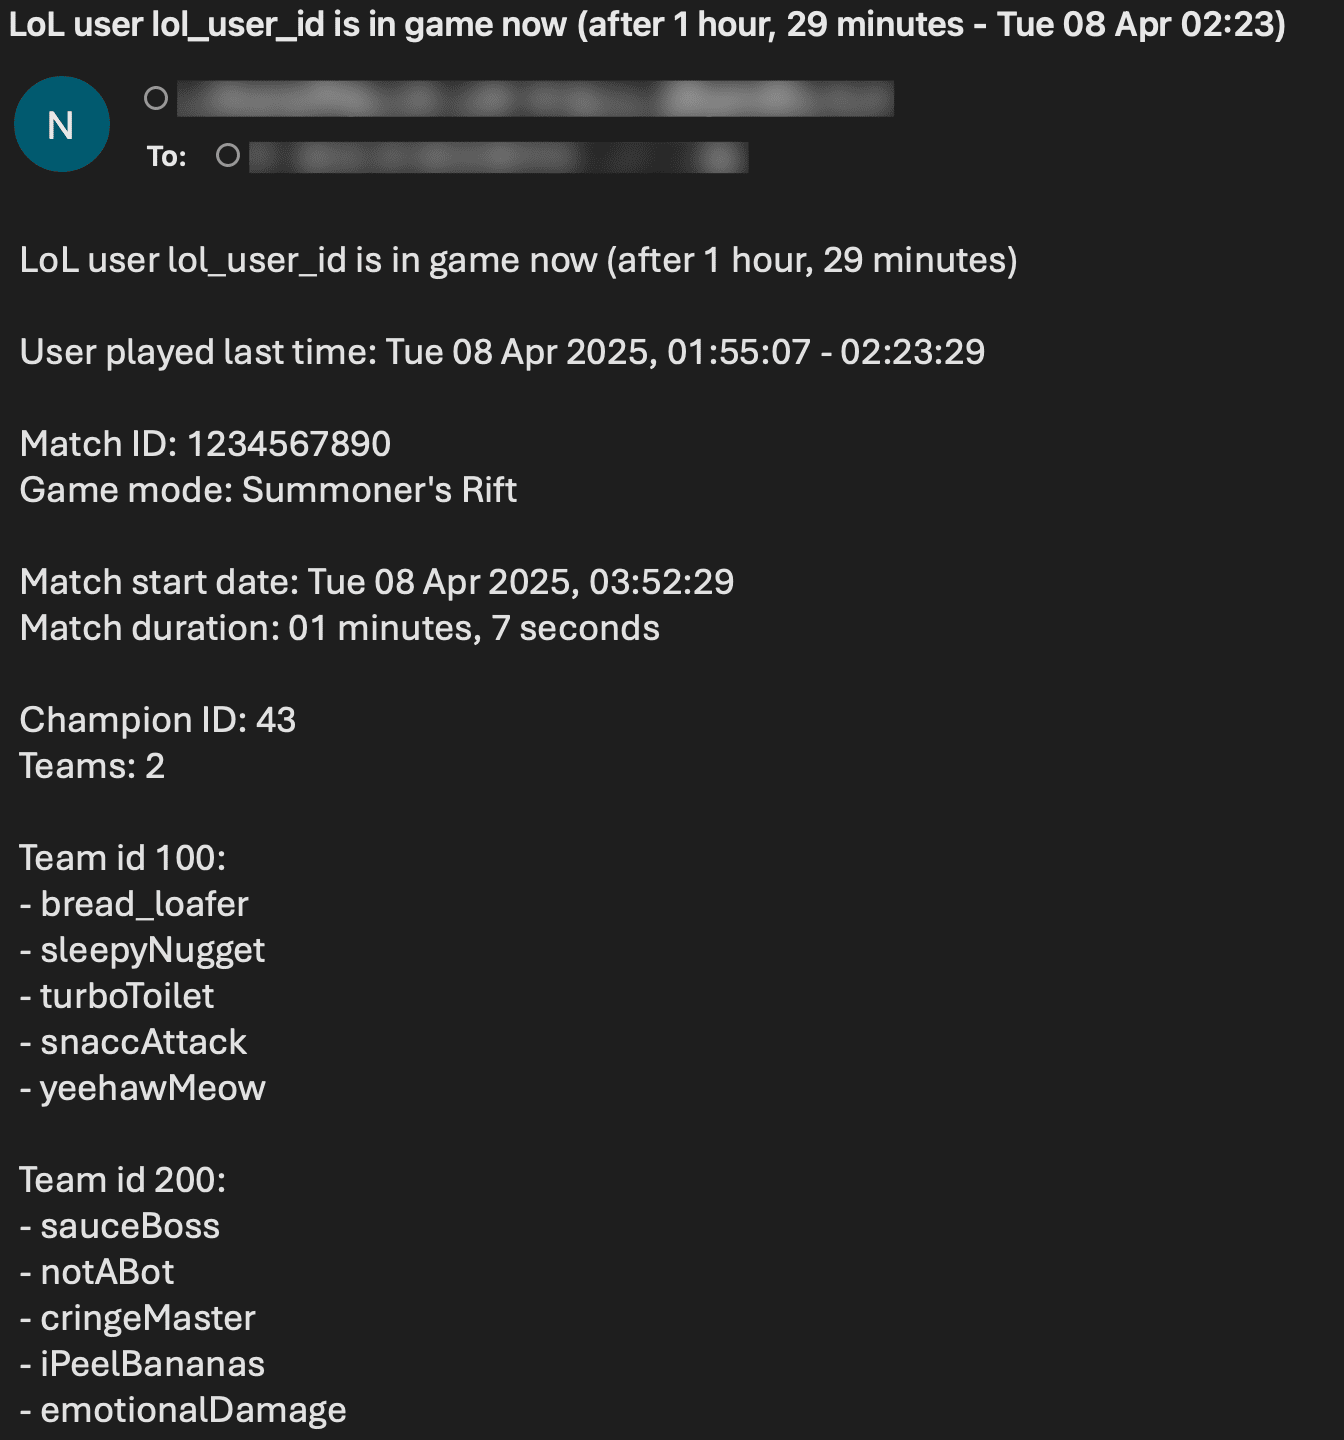 LoL user lol_user_id is in game now (after 1 hour, 29 minutes - Tue 08 Apr 02:23)
N
To:
LoL user lol_user_id is in game now (after 1 hour, 29 minutes)
User played last time: Tue 08 Apr 2025, 01:55:07 - 02:23:29
Match ID: 1234567890
Game mode: Summoner's Rift
Match start date: Tue 08 Apr 2025, 03:52:29
Match duration: 01 minutes, 7 seconds
Champion ID: 43
Teams: 2
Team id 100:
- bread_loafer
- sleepyNugget
- turboToilet
- snaccAttack
- yeehawMeow
Team id 200:
- sauceBoss
- notABot
- cringeMaster
- iPeelBananas
- emotionalDamage